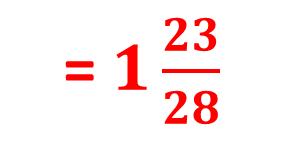 = 1 23/28